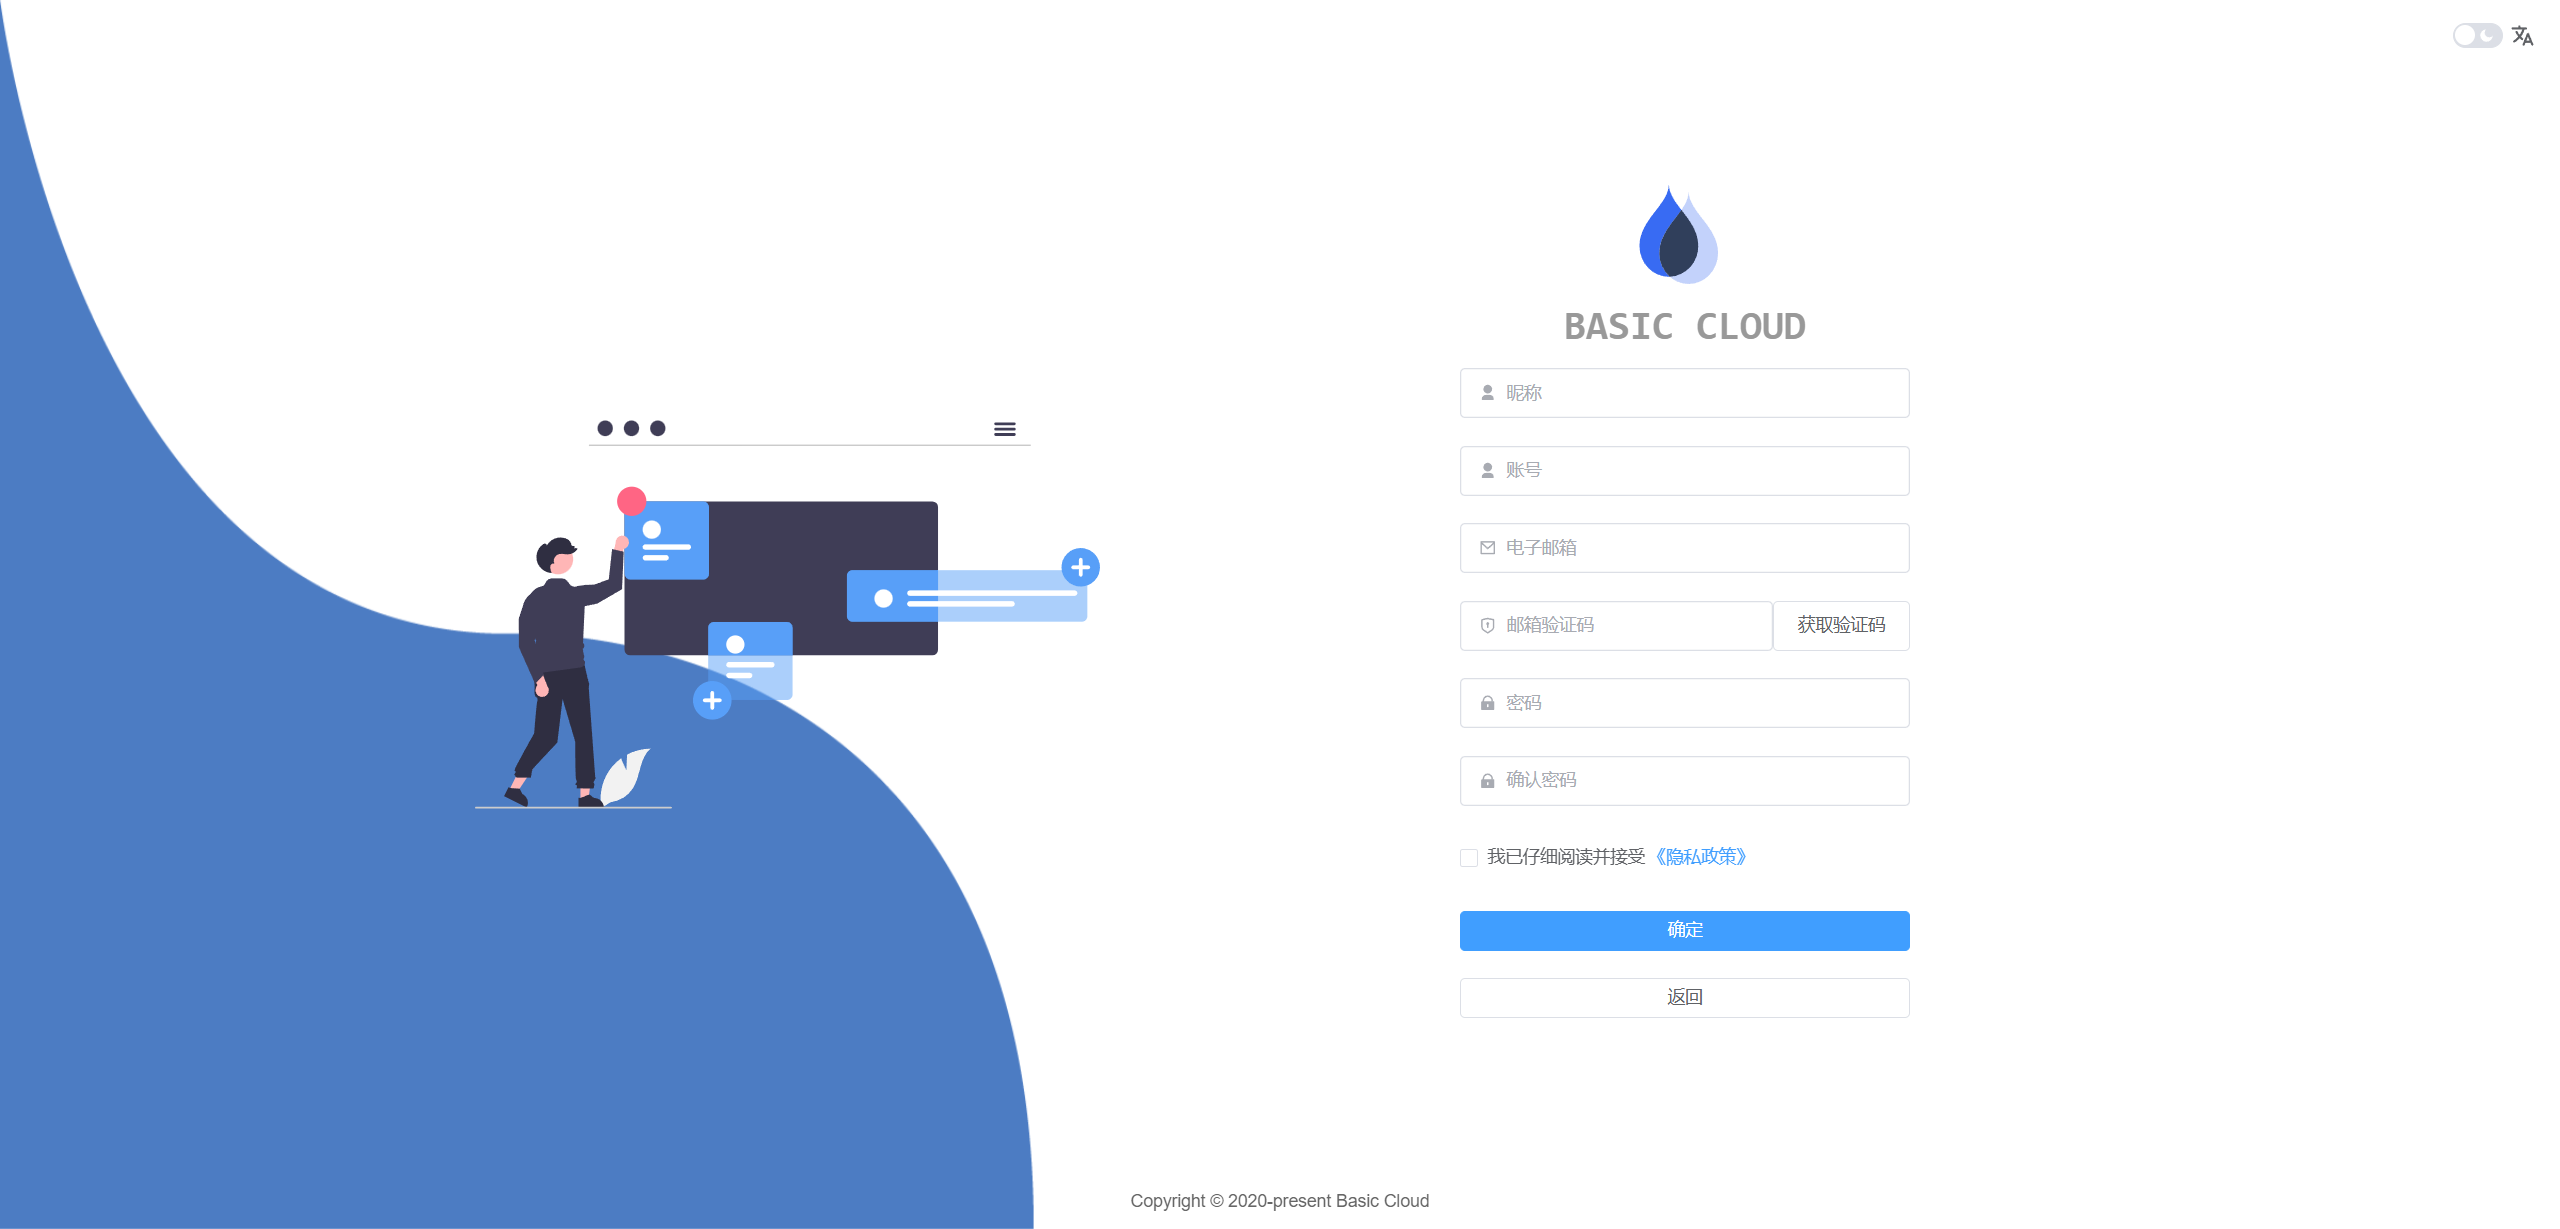 BASIC CLOUD
昵称
账号
电子邮箱
邮箱验证码 获取验证码
密码
确认密码
我已仔细阅读并接受《隐私政策》
确定
返回
Copyright © 2020-present Basic Cloud